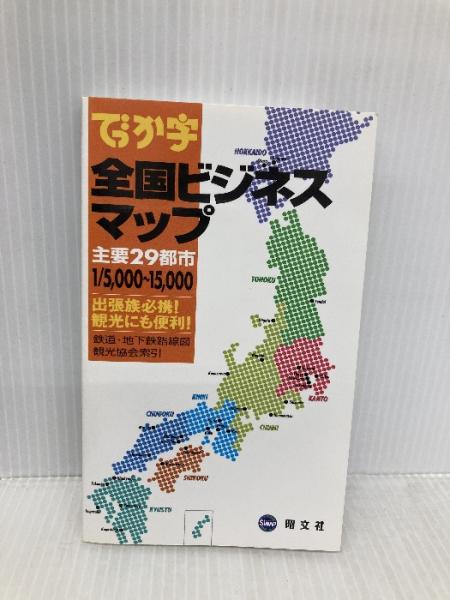 でっか字
全国ビジネス
マップ
主要29都市
1/5,000~15,000
出張族必携!
観光にも便利!
鉄道・地下鉄路線図
観光協会索引
HOKKAIDO
TOHOKU
KANTO
CHUBU
KINKI
CHUGOKU
SHIKOKU
KYUSYU
昭文社